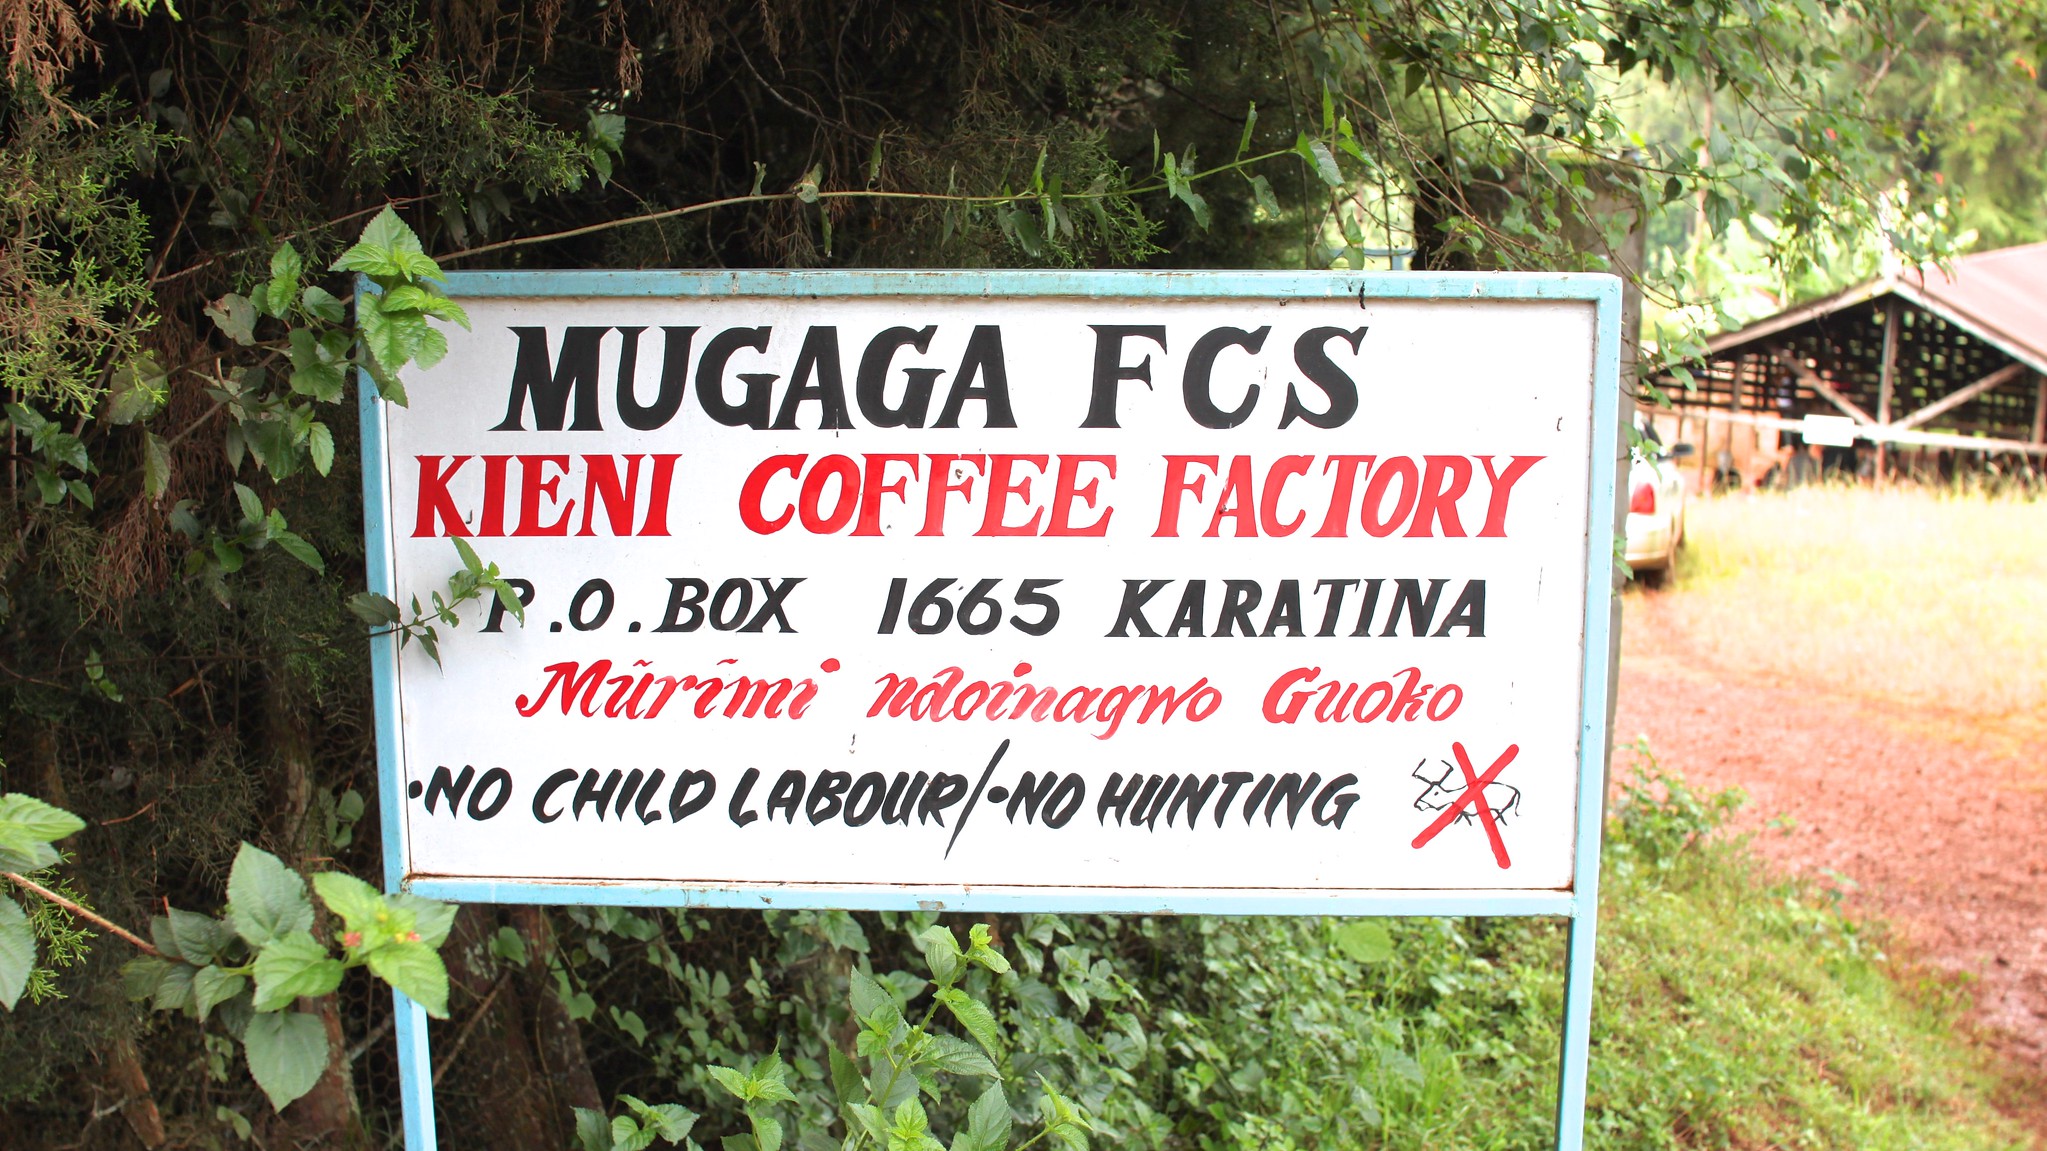 MUGAGA FCS
KIENI COFFEE FACTORY
P.O.BOX 1665 KARATINA
Mũrĩmi ndoinagwo Guoko
•NO CHILD LABOUR/•NO HUNTING